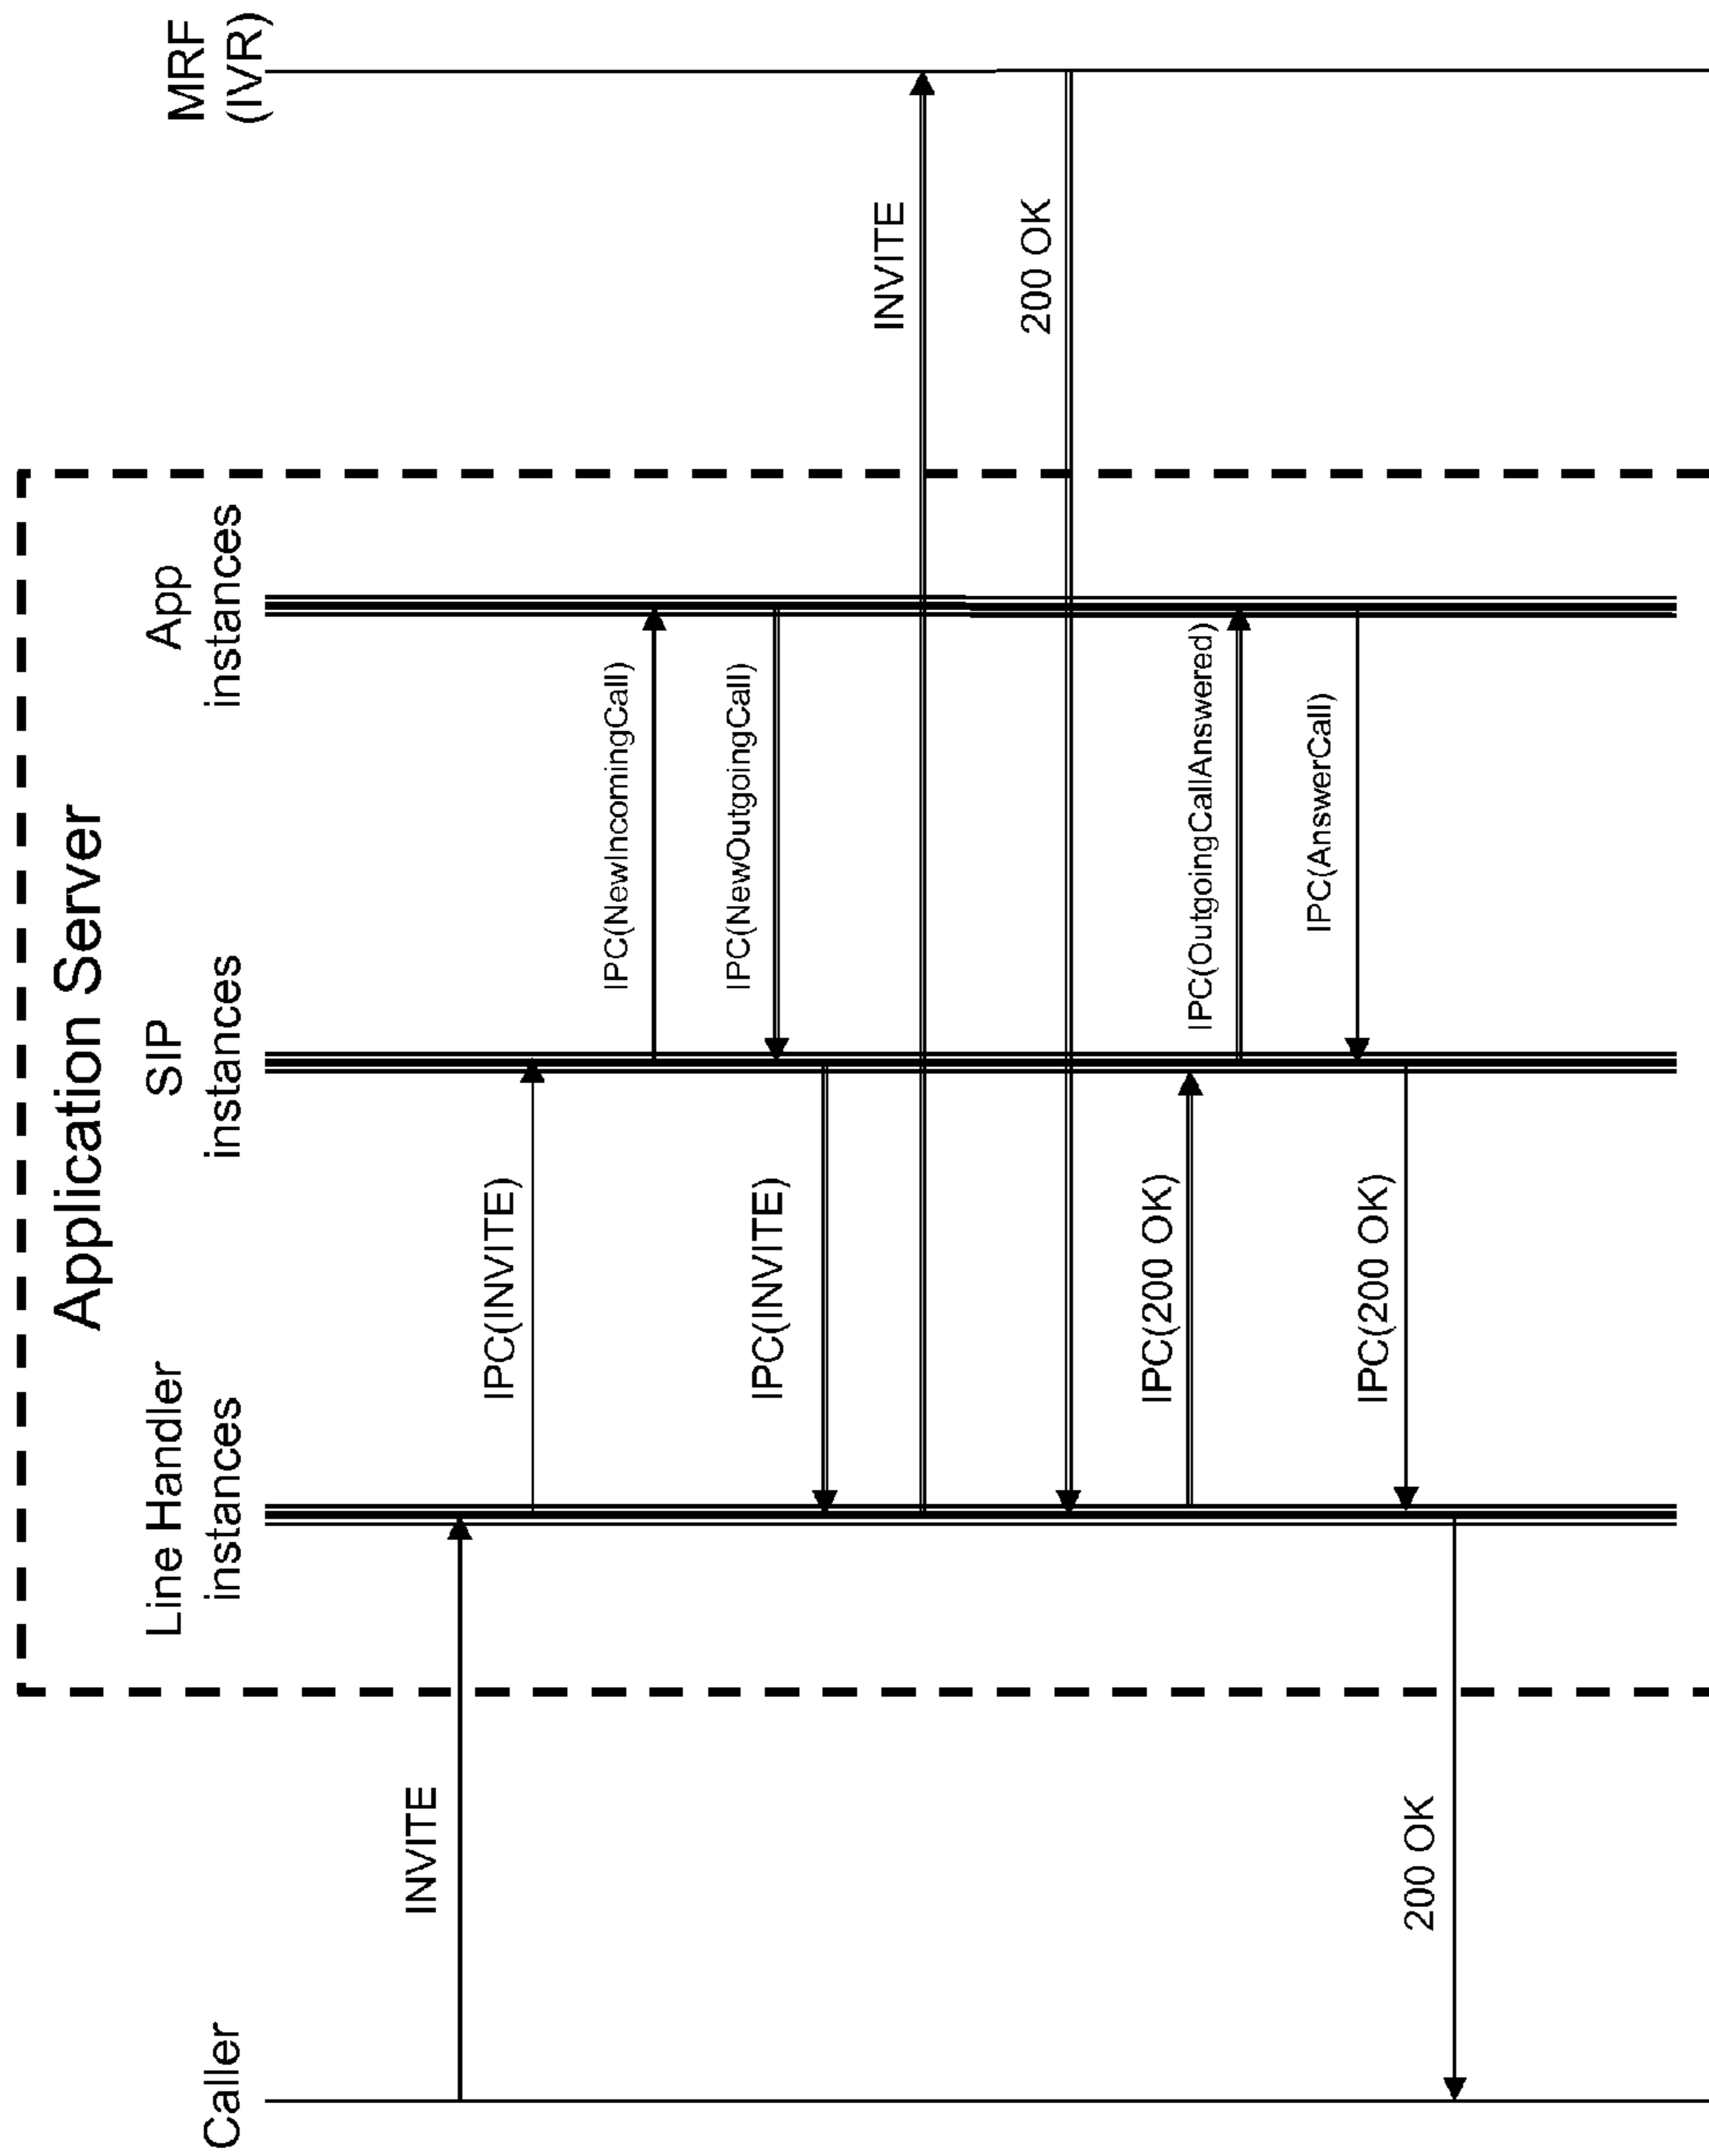 Application Server
Caller
Line Handler
instances
SIP
instances
App
instances
MRF
(IVR)
INVITE
IPC(INVITE)
IPC(NewIncomingCall)
IPC(NewOutgoingCall)
IPC(INVITE)
INVITE
200 OK
IPC(200 OK)
IPC(OutgoingCallAnswered)
IPC(AnswerCall)
IPC(200 OK)
200 OK